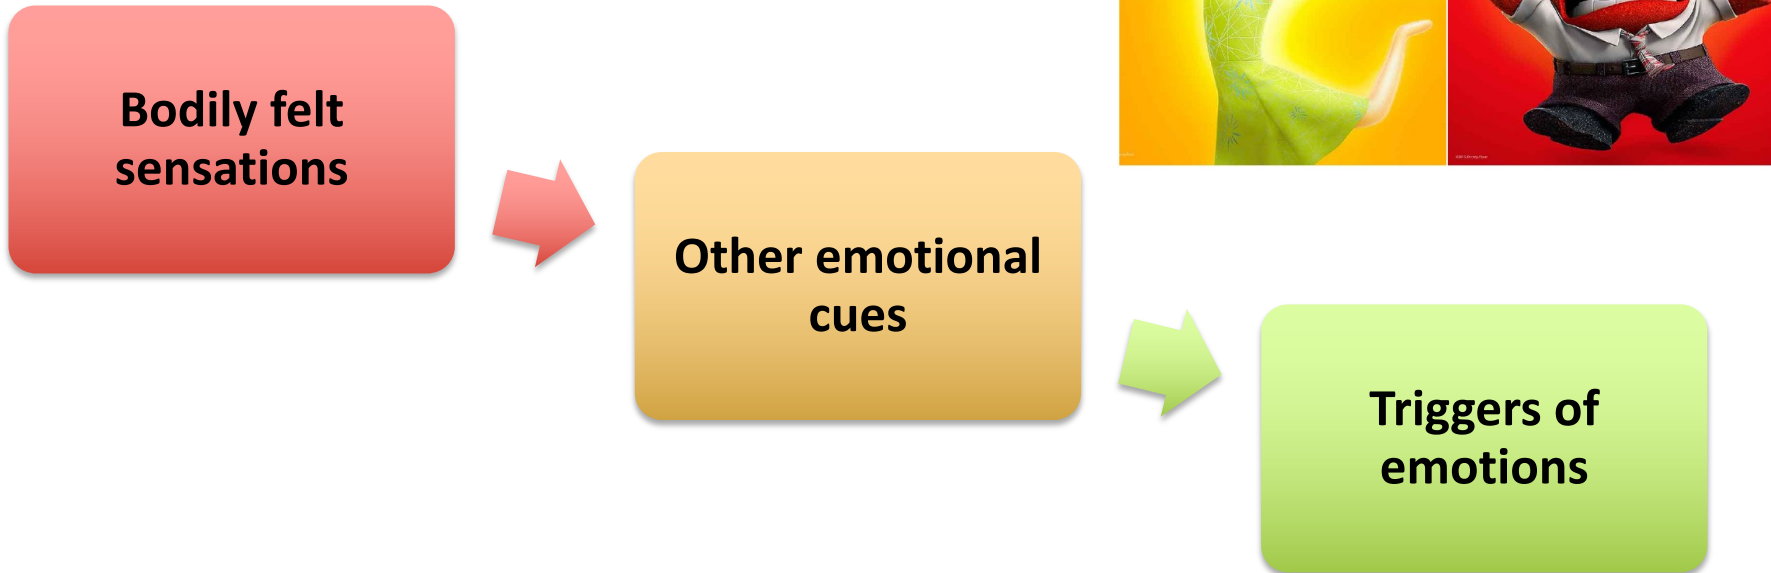 Bodily felt
sensations
Other emotional
cues
Triggers of
emotions